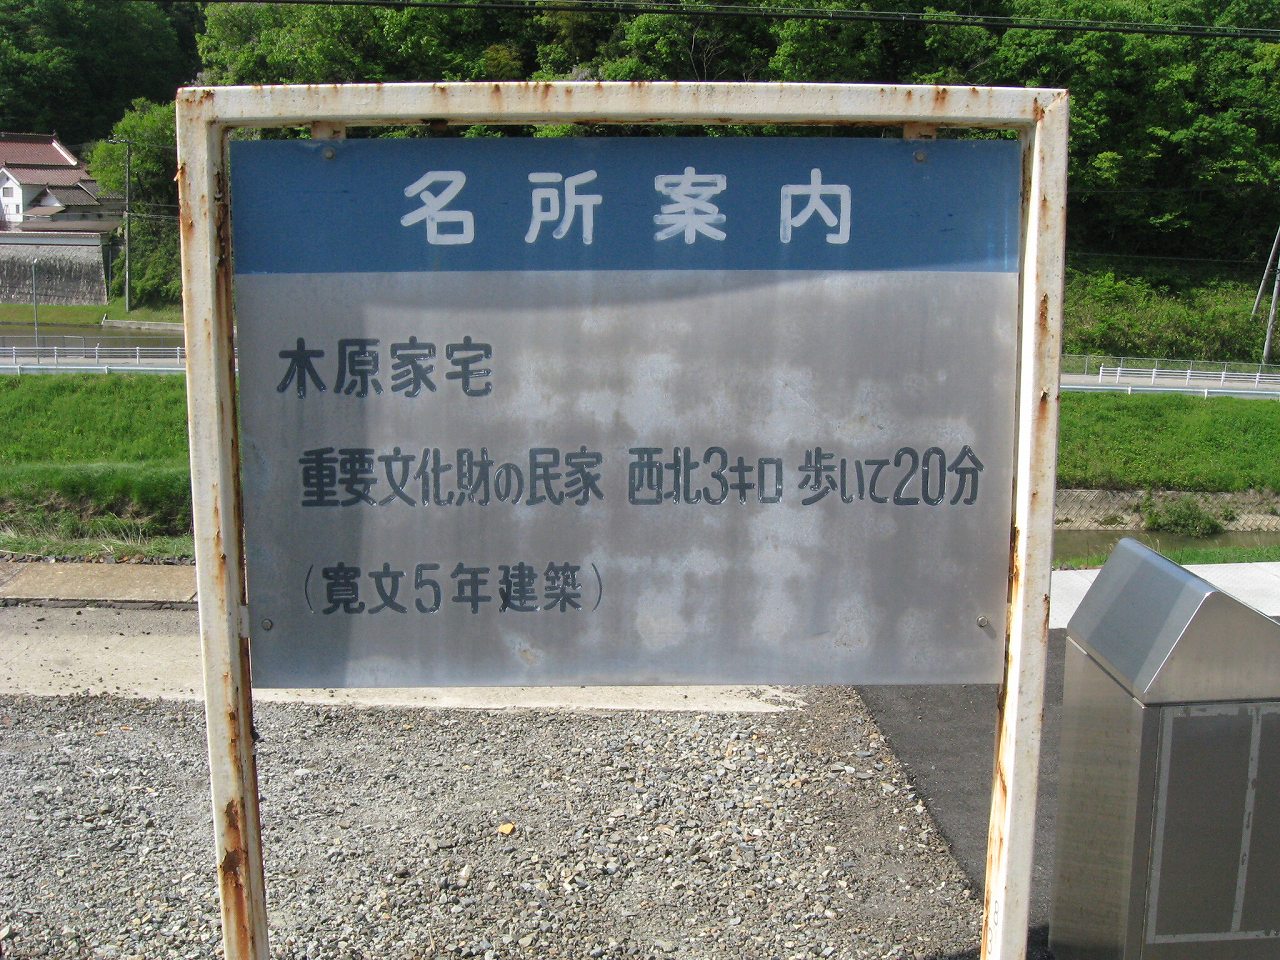 名所案内
木原家宅
重要文化財の民家 西北3キロ 歩いて20分
(寛文5年建築)